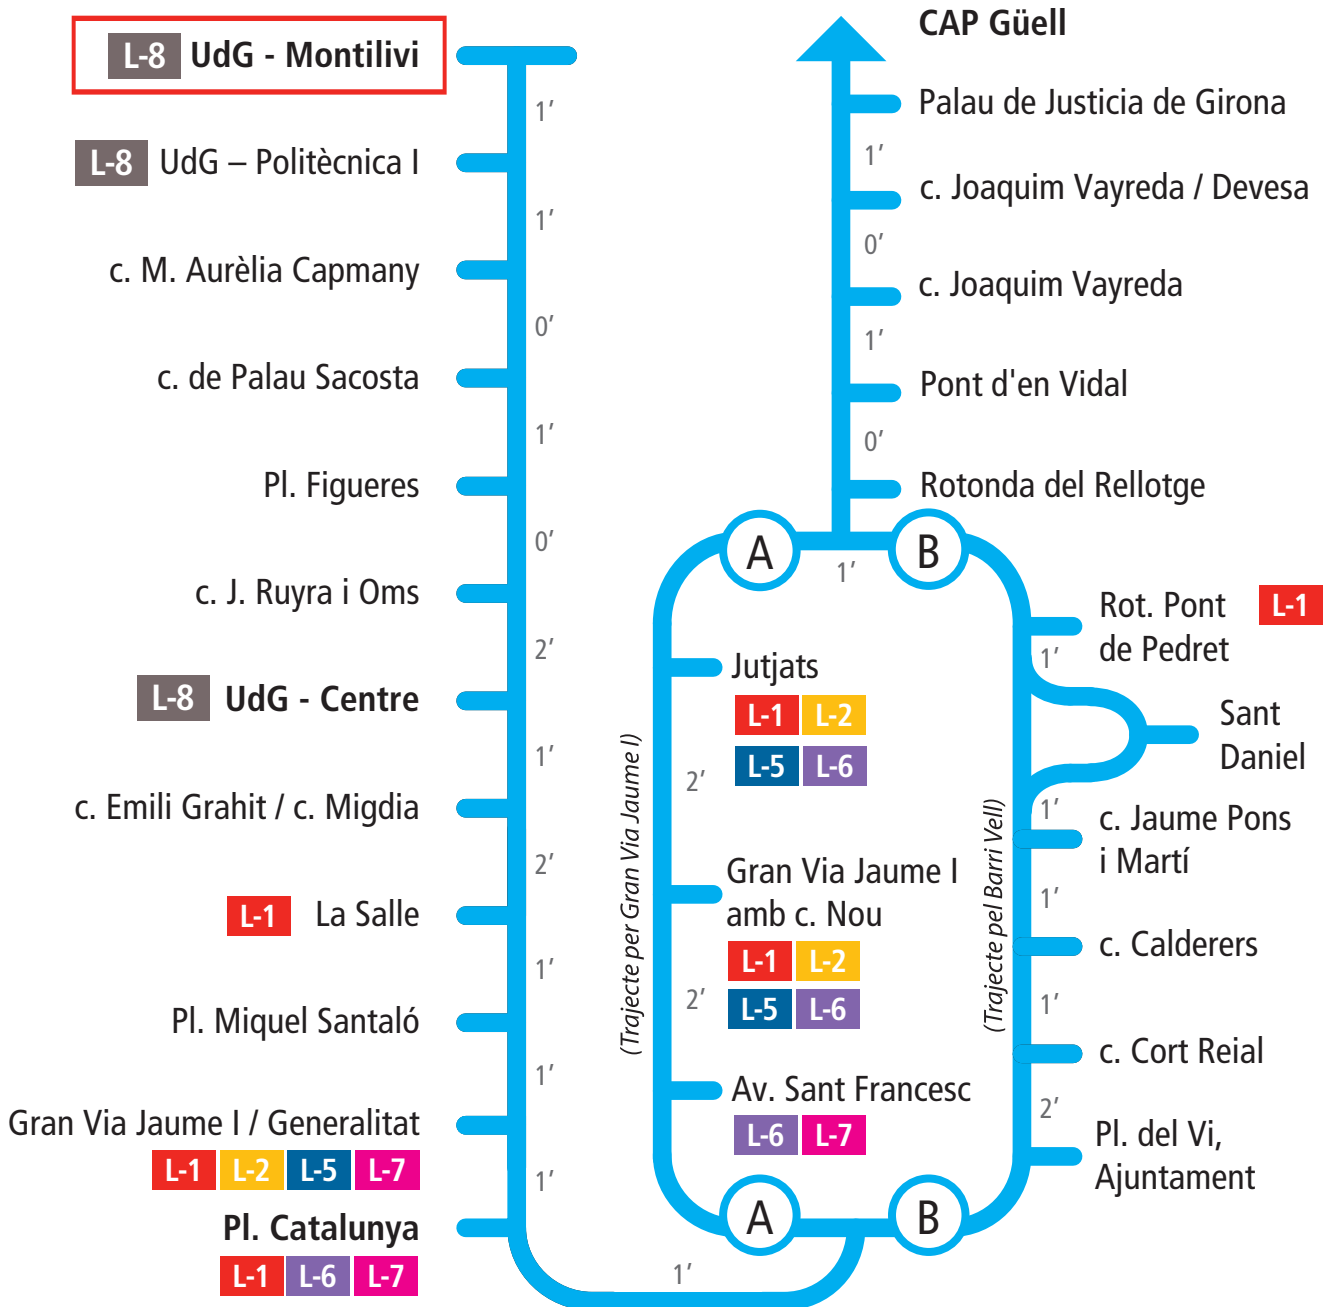 L-8 UdG - Montilivi
1’
L-8 UdG – Politècnica I
1’
c. M. Aurèlia Capmany
0’
c. de Palau Sacosta
1’
Pl. Figueres
0’
c. J. Ruyra i Oms
2’
L-8 UdG - Centre
1’
c. Emili Grahit / c. Migdia
2’
L-1 La Salle
1’
Pl. Miquel Santaló
1’
Gran Via Jaume I / Generalitat
L-1 L-2 L-5 L-7
1’
Pl. Catalunya
L-1 L-6 L-7
1’
CAP Güell
Palau de Justicia de Girona
1’
c. Joaquim Vayreda / Devesa
0’
c. Joaquim Vayreda
1’
Pont d'en Vidal
0’
Rotonda del Rellotge
A B
1’
(Trajecte per Gran Via Jaume I)
Jutjats
L-1 L-2
L-5 L-6
2’
Gran Via Jaume I
amb c. Nou
L-1 L-2
L-5 L-6
2’
Av. Sant Francesc
L-6 L-7
A B
(Trajecte pel Barri Vell)
Rot. Pont L-1
de Pedret
1’
Sant
Daniel
1’
c. Jaume Pons
i Martí
1’
c. Calderers
1’
c. Cort Reial
2’
Pl. del Vi,
Ajuntament